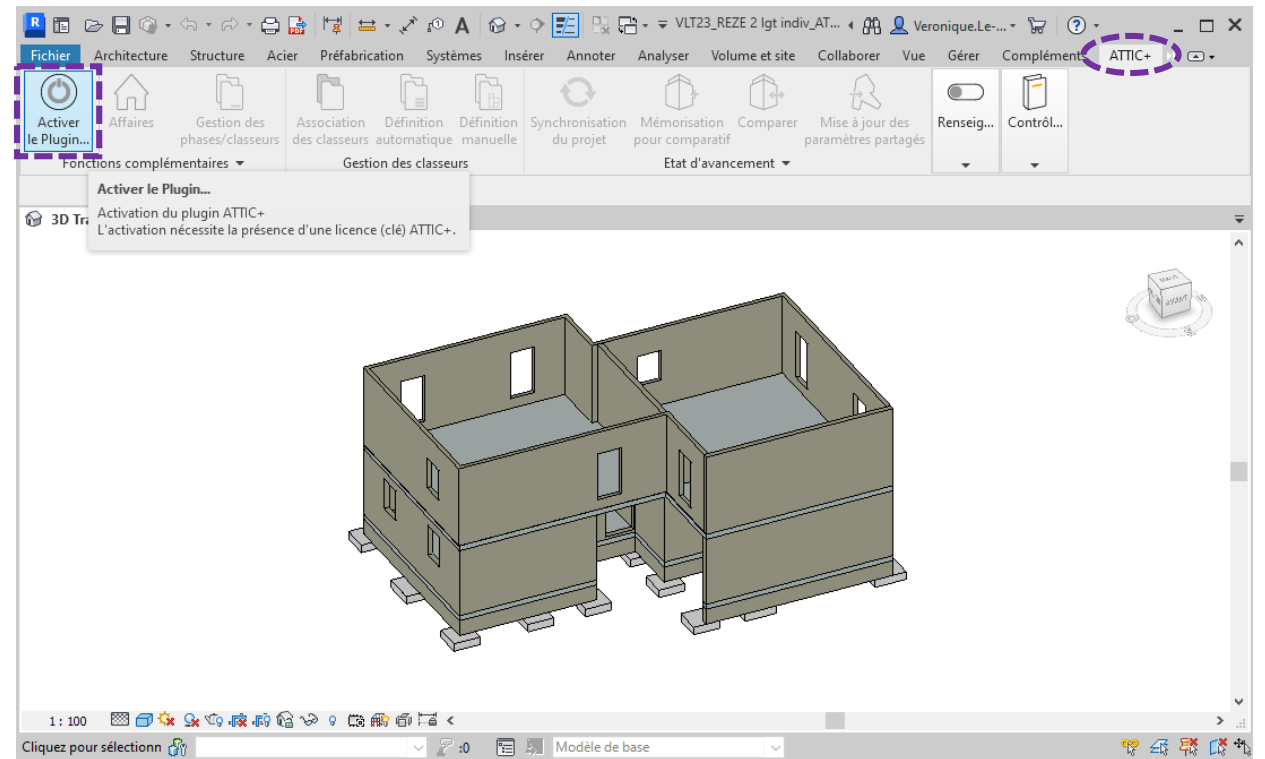 R
A
VLT23_REZE 2 lgt indiv_AT...
Veronique.Le-...
?
Fichier Architecture Structure Acier Préfabrication Systèmes Insérer Annoter Analyser Volume et site Collaborer Vue Gérer Compléments ATTIC+
Activer
le Plugin...
Affaires
Gestion des
phases/classeurs
Association
des classeurs
Définition
automatique
Définition
manuelle
Synchronisation
du projet
Mémorisation
pour comparatif
Comparer
Mise à jour des
paramètres partagés
Renseig...
Contrôl...
Fonctions complémentaires
Gestion des classeurs
Etat d'avancement
Activer le Plugin...
Activation du plugin ATTIC+
L'activation nécessite la présence d'une licence (clé) ATTIC+.
3D Tra
AVANT
1 : 100
Cliquez pour sélectionn
:0
Modèle de base